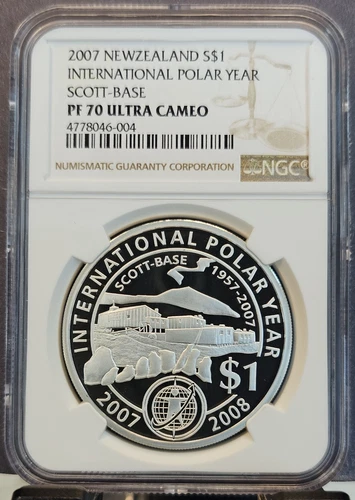 2007 NEWZEALAND S$1
INTERNATIONAL POLAR YEAR
SCOTT-BASE
PF 70 ULTRA CAMEO
4778046-004
NUMISMATIC GUARANTY CORPORATION
NGC
INTERNATIONAL POLAR YEAR
SCOTT-BASE
1957-2007
$1
2007
2008